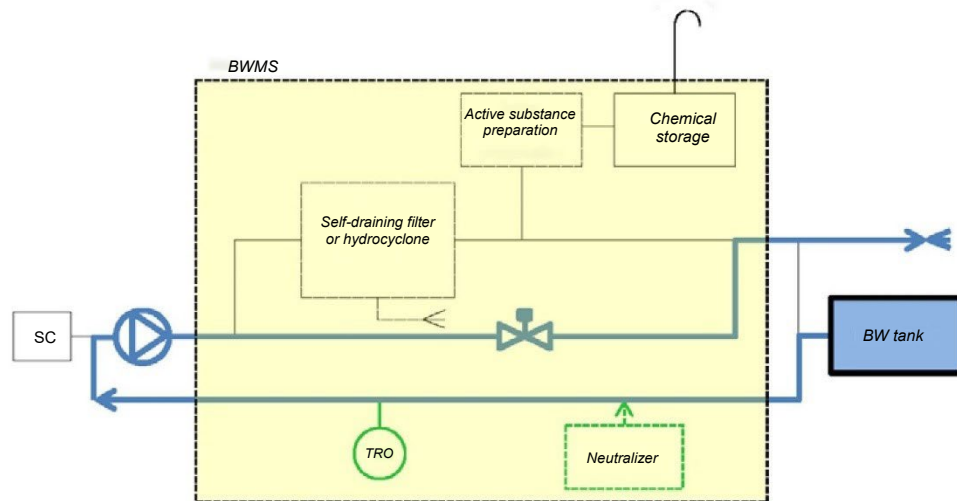 BWMS
Active substance
preparation
Chemical
storage
Self-draining filter
or hydrocyclone
SC
BW tank
TRO
Neutralizer